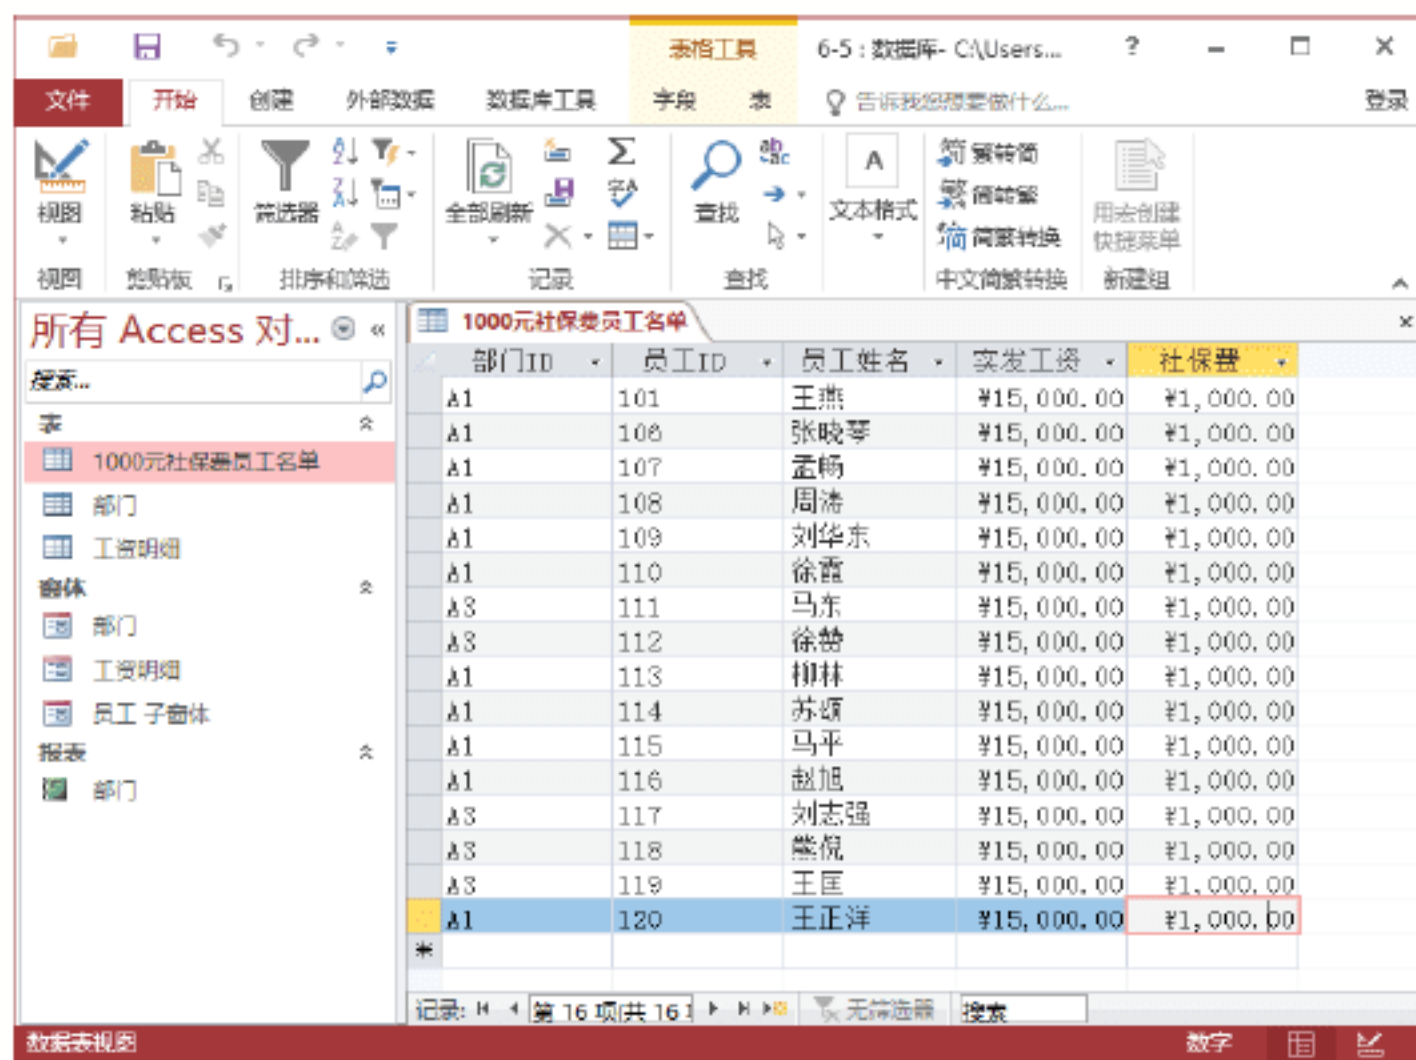 表格工具
6-5 : 数据库- C:\Users...
?
文件 开始 创建 外部数据 数据库工具 字段 表 告诉我您想要做什么... 登录
视图
粘贴
筛选器
全部刷新
查找
文本格式
繁转简
简转繁
简繁转换
用宏创建
快捷菜单
视图 剪贴板 排序和筛选 记录 查找 中文简繁转换 新建组
所有 Access 对...
搜索...
表
1000元社保费员工名单
部门
工资明细
窗体
部门
工资明细
员工 子窗体
报表
部门
1000元社保费员工名单
部门ID 员工ID 员工姓名 实发工资 社保费
A1 101 王燕 ¥15,000.00 ¥1,000.00
A1 106 张晓琴 ¥15,000.00 ¥1,000.00
A1 107 孟畅 ¥15,000.00 ¥1,000.00
A1 108 周涛 ¥15,000.00 ¥1,000.00
A1 109 刘华东 ¥15,000.00 ¥1,000.00
A1 110 徐霞 ¥15,000.00 ¥1,000.00
A3 111 马东 ¥15,000.00 ¥1,000.00
A3 112 徐赞 ¥15,000.00 ¥1,000.00
A1 113 柳林 ¥15,000.00 ¥1,000.00
A1 114 苏颂 ¥15,000.00 ¥1,000.00
A1 115 马平 ¥15,000.00 ¥1,000.00
A1 116 赵旭 ¥15,000.00 ¥1,000.00
A3 117 刘志强 ¥15,000.00 ¥1,000.00
A3 118 熊倪 ¥15,000.00 ¥1,000.00
A3 119 王匡 ¥15,000.00 ¥1,000.00
A1 120 王正洋 ¥15,000.00 ¥1,000.00
记录: 第 16 项(共 16 无筛选器 搜索
数据表视图 数字